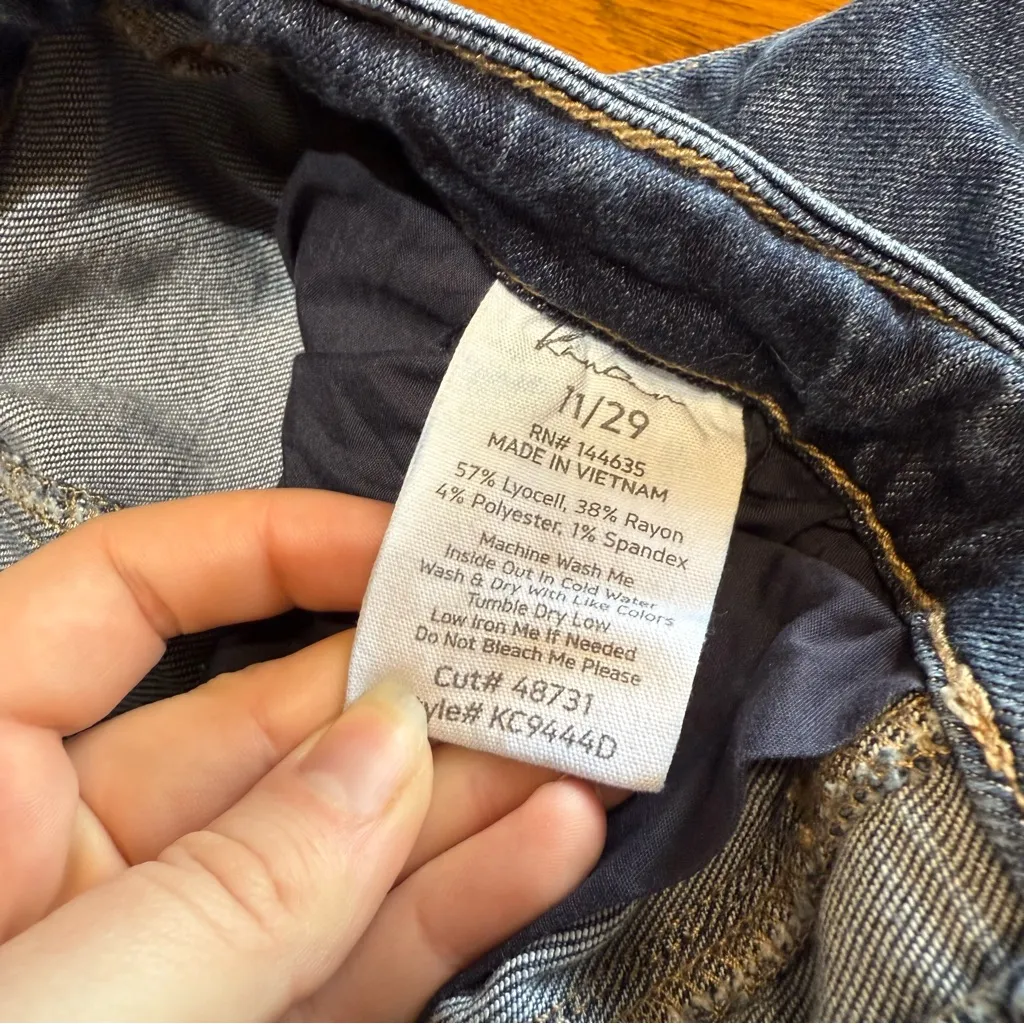 11/29
RN# 144635
MADE IN VIETNAM
57% Lyocell, 38% Rayon
4% Polyester, 1% Spandex
Machine Wash Me
Inside Out In Cold Water
Wash & Dry With Like Colors
Tumble Dry Low
Low Iron Me If Needed
Do Not Bleach Me Please
Cut# 48731
yle# KC9444D